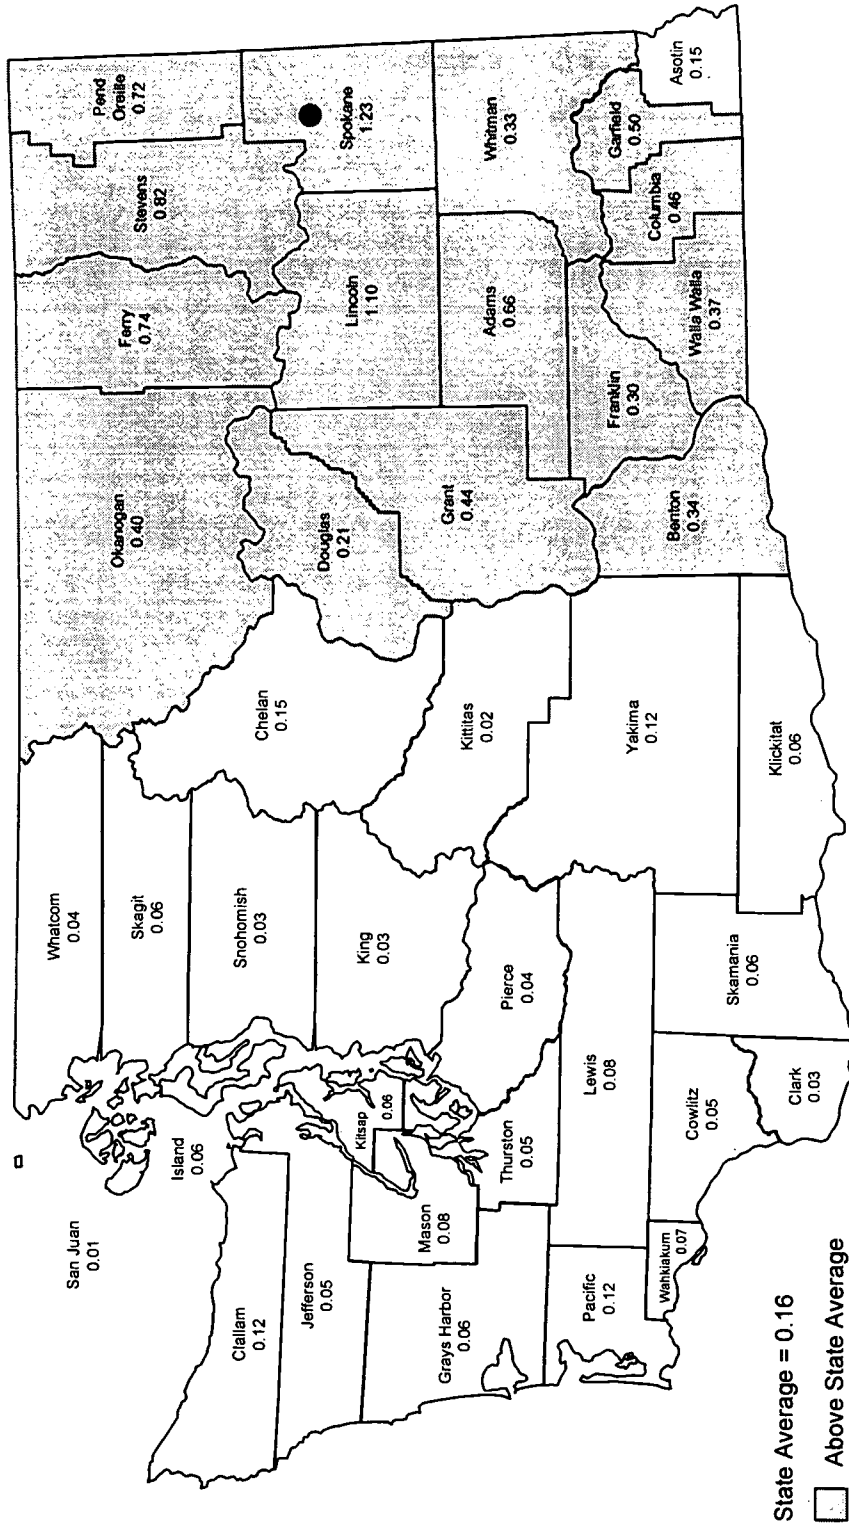 San Juan
0.01
Whatcom
0.04
Skagit
0.06
Island
0.06
Snohomish
0.03
Clallam
0.12
Jefferson
0.05
Kitsap
0.06
King
0.03
Mason
0.08
Grays Harbor
0.06
Thurston
0.05
Pierce
0.04
Pacific
0.12
Lewis
0.08
Wahkiakum
0.07
Cowlitz
0.05
Clark
0.03
Skamania
0.06
Okanogan
0.40
Chelan
0.15
Douglas
0.21
Kittitas
0.02
Grant
0.44
Yakima
0.12
Klickitat
0.06
Benton
0.34
Ferry
0.74
Stevens
0.82
Pend
Oreille
0.72
Lincoln
1.10
Spokane
1.23
Adams
0.66
Whitman
0.33
Franklin
0.30
Walla Walla
0.37
Columbia
0.46
Garfield
0.50
Asotin
0.15
State Average = 0.16
Above State Average